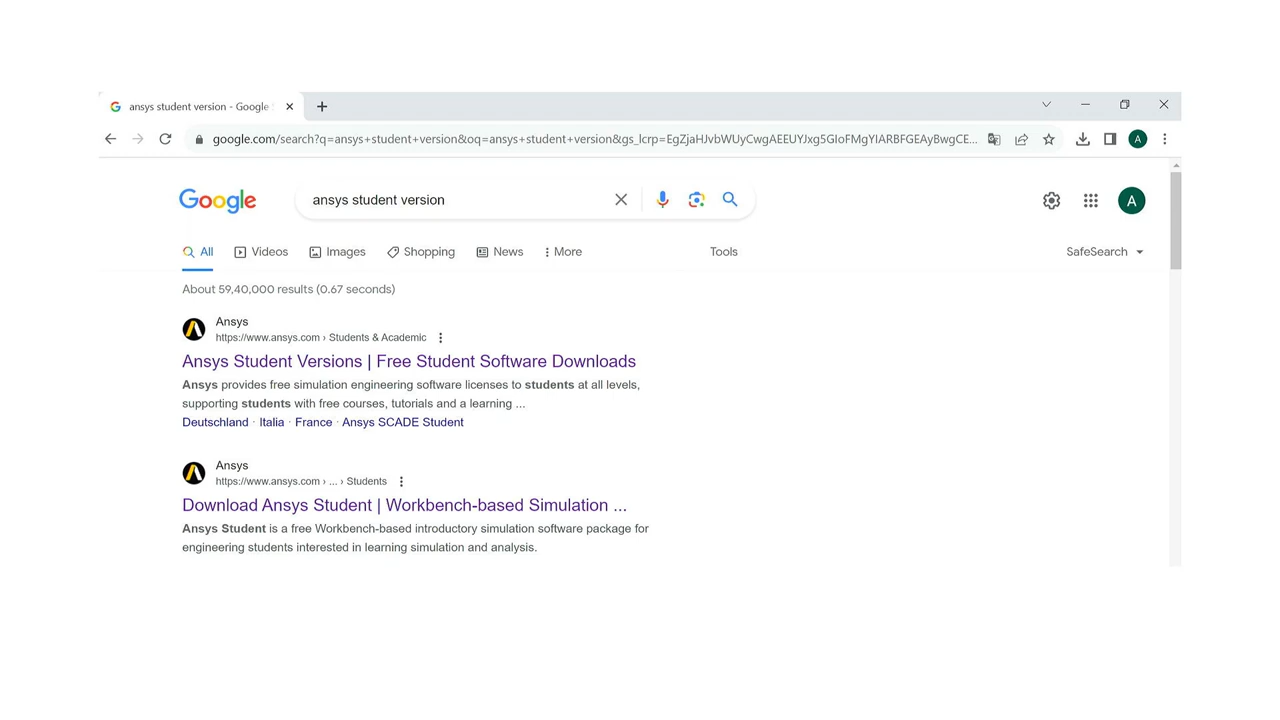 ansys student version - Google
google.com/search?q=ansys+student+version&oq=ansys+student+version&gs_lcrp=EgZjaHJvbWUyCwgAEEUYJxg5GIoFMgYIARBFGEAyBwgCE...
A
Google
ansys student version
A
All
Videos
Images
Shopping
News
More
Tools
SafeSearch
About 59,40,000 results (0.67 seconds)
Ansys
https://www.ansys.com › Students & Academic
Ansys Student Versions | Free Student Software Downloads
Ansys provides free simulation engineering software licenses to students at all levels,
supporting students with free courses, tutorials and a learning ...
Deutschland · Italia · France · Ansys SCADE Student
Ansys
https://www.ansys.com › ... › Students
Download Ansys Student | Workbench-based Simulation ...
Ansys Student is a free Workbench-based introductory simulation software package for
engineering students interested in learning simulation and analysis.